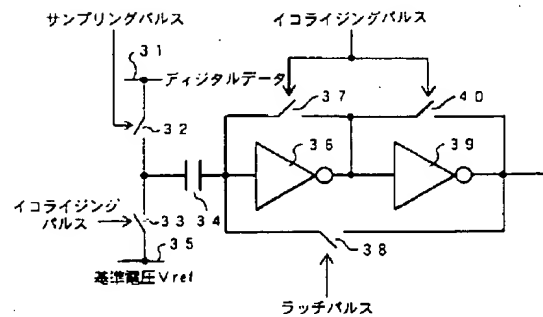 サンプリングパルス
イコライジングパルス
31
ディジタルデータ
32
37
40
36
39
イコライジング
パルス
33
34
35
38
基準電圧Vref
ラッチパルス